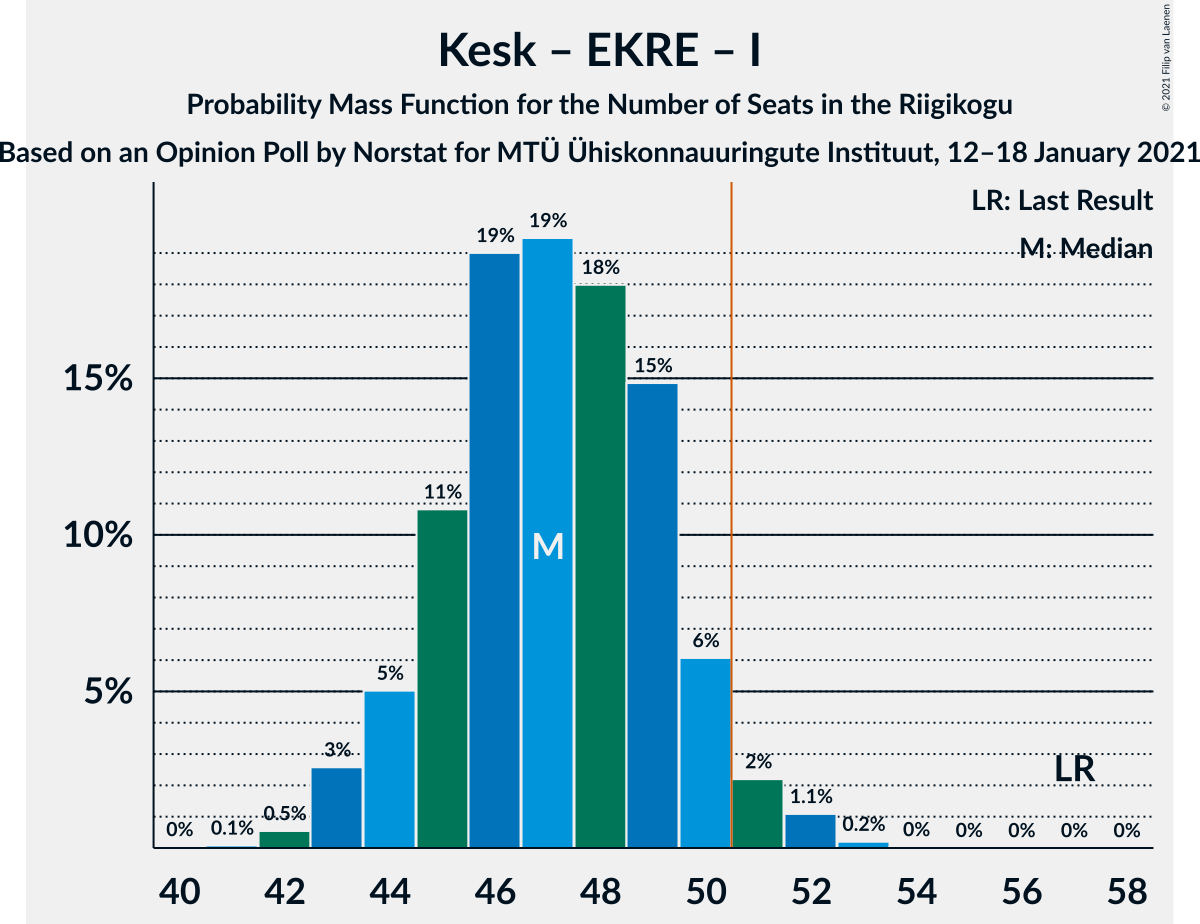 Kesk – EKRE – I
Probability Mass Function for the Number of Seats in the Riigikogu
Based on an Opinion Poll by Norstat for MTÜ Ühiskonnauuringute Instituut, 12–18 January 2021
© 2021 Filip van Laenen
LR: Last Result
M: Median
15%
10%
5%
0%
0.1%
0.5%
3%
5%
11%
19%
19%
18%
15%
6%
2%
1.1%
0.2%
0%
0%
0%
0%
0%
M
LR
40 42 44 46 48 50 52 54 56 58